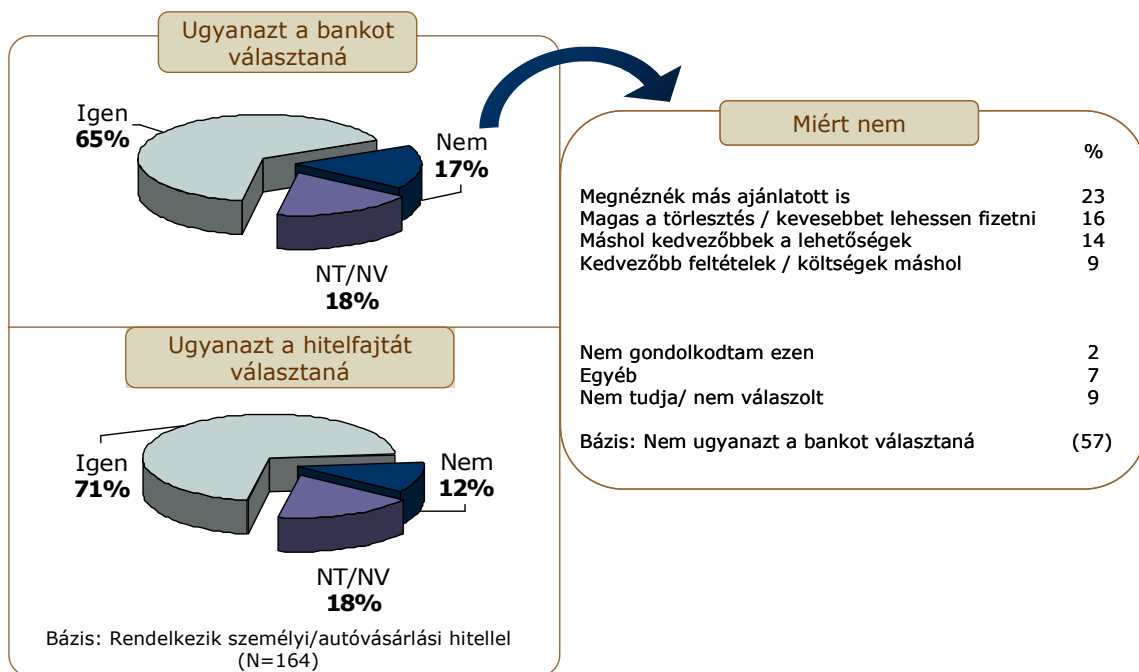 Ugyanazt a bankot
választaná
Igen
65%
Nem
17%
NT/NV
18%
Ugyanazt a hitelfajtát
választaná
Igen
71%
Nem
12%
NT/NV
18%
Bázis: Rendelkezik személyi/autóvásárlási hitellel
(N=164)
Miért nem
%
Megnéznék más ajánlatott is 23
Magas a törlesztés / kevesebbet lehessen fizetni 16
Máshol kedvezőbbek a lehetőségek 14
Kedvezőbb feltételek / költségek máshol 9
Nem gondolkodtam ezen 2
Egyéb 7
Nem tudja/ nem válaszolt 9
Bázis: Nem ugyanazt a bankot választaná (57)